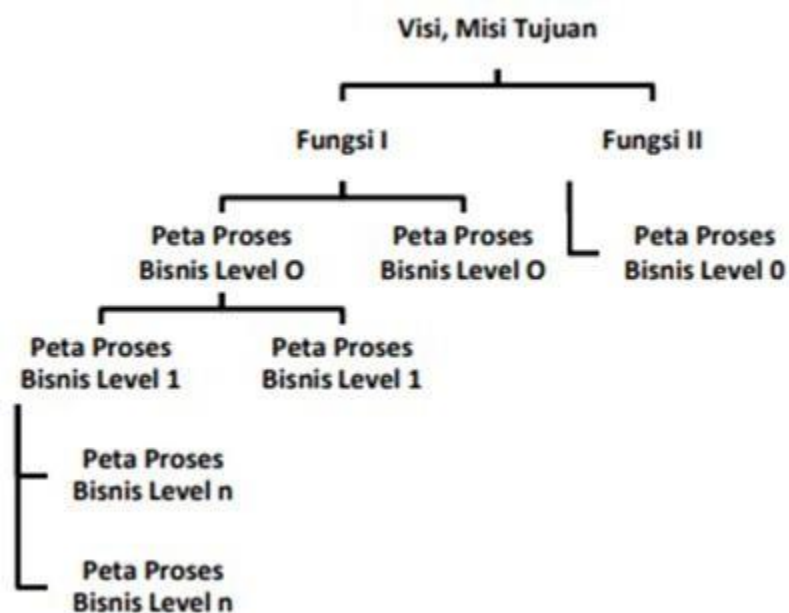 Visi, Misi Tujuan
Fungsi I
Fungsi II
Peta Proses
Bisnis Level O
Peta Proses
Bisnis Level O
Peta Proses
Bisnis Level 0
Peta Proses
Bisnis Level 1
Peta Proses
Bisnis Level 1
Peta Proses
Bisnis Level n
Peta Proses
Bisnis Level n